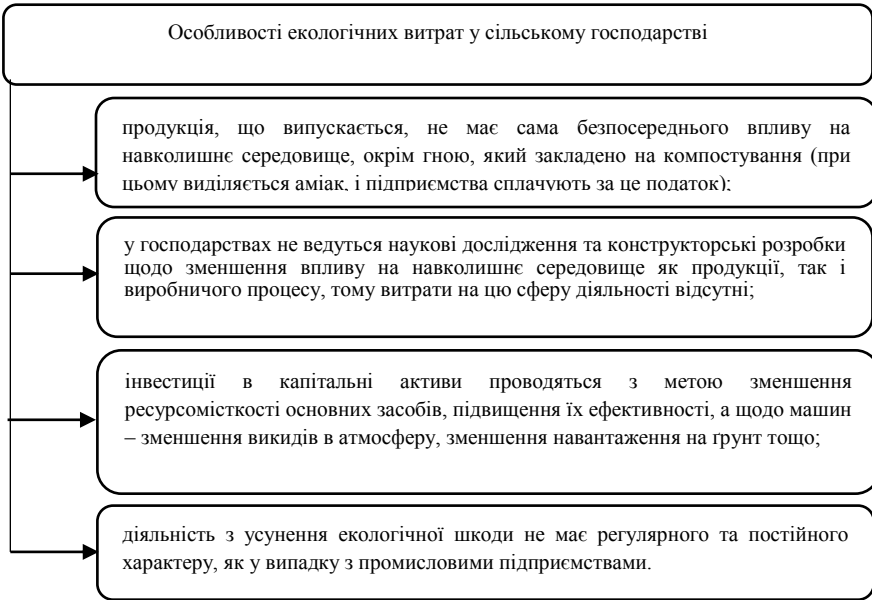 Особливості екологічних витрат у сільському господарстві
продукція, що випускається, не має сама безпосереднього впливу на
навколишнє середовище, окрім гною, який закладено на компостування (при
цьому виділяється аміак, і підприємства сплачують за це податок);
у господарствах не ведуться наукові дослідження та конструкторські розробки
щодо зменшення впливу на навколишнє середовище як продукції, так і
виробничого процесу, тому витрати на цю сферу діяльності відсутні;
інвестиції в капітальні активи проводяться з метою зменшення
ресурсомісткості основних засобів, підвищення їх ефективності, а щодо машин
– зменшення викидів в атмосферу, зменшення навантаження на ґрунт тощо;
діяльність з усунення екологічної шкоди не має регулярного та постійного
характеру, як у випадку з промисловими підприємствами.